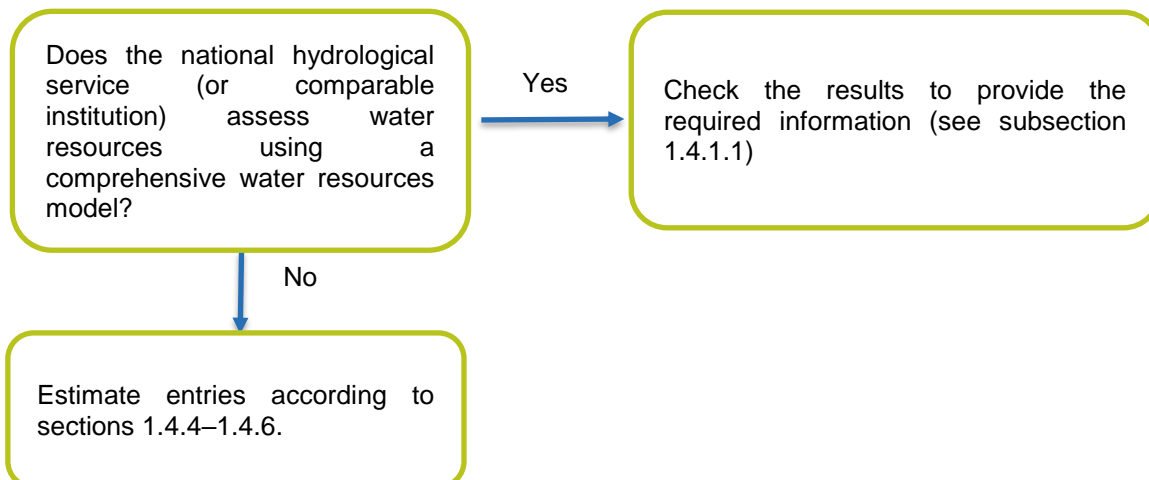 Does the national hydrological
service (or comparable
institution) assess water
resources using a
comprehensive water resources
model?
Yes
Check the results to provide the
required information (see subsection
1.4.1.1)
No
Estimate entries according to
sections 1.4.4–1.4.6.